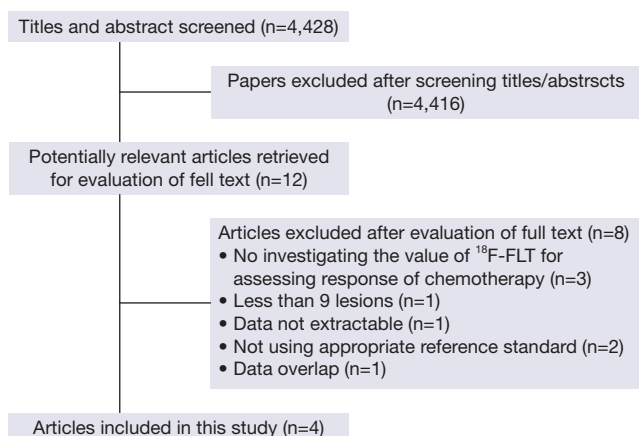 Titles and abstract screened (n=4,428)
Papers excluded after screening titles/abstrscts
(n=4,416)
Potentially relevant articles retrieved
for evaluation of fell text (n=12)
Articles excluded after evaluation of full text (n=8)
• No investigating the value of ¹⁸F-FLT for
assessing response of chemotherapy (n=3)
• Less than 9 lesions (n=1)
• Data not extractable (n=1)
• Not using appropriate reference standard (n=2)
• Data overlap (n=1)
Articles included in this study (n=4)